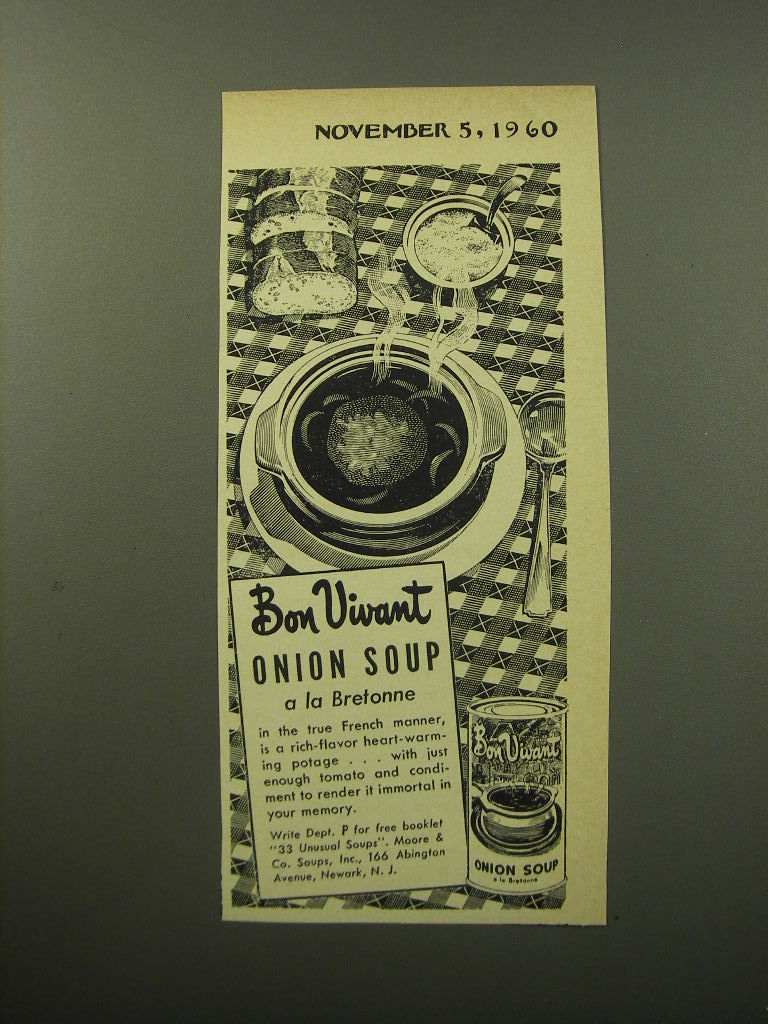 NOVEMBER 5, 1960
Bon Vivant
ONION SOUP
a la Bretonne
in the true French manner,
is a rich-flavor heart-warm-
ing potage . . . with just
enough tomato and condi-
ment to render it immortal in
your memory.
Write Dept. P for free booklet
"33 Unusual Soups". Moore &
Co. Soups, Inc., 166 Abington
Avenue, Newark, N. J.
Bon Vivant
ONION SOUP
a la Bretonne